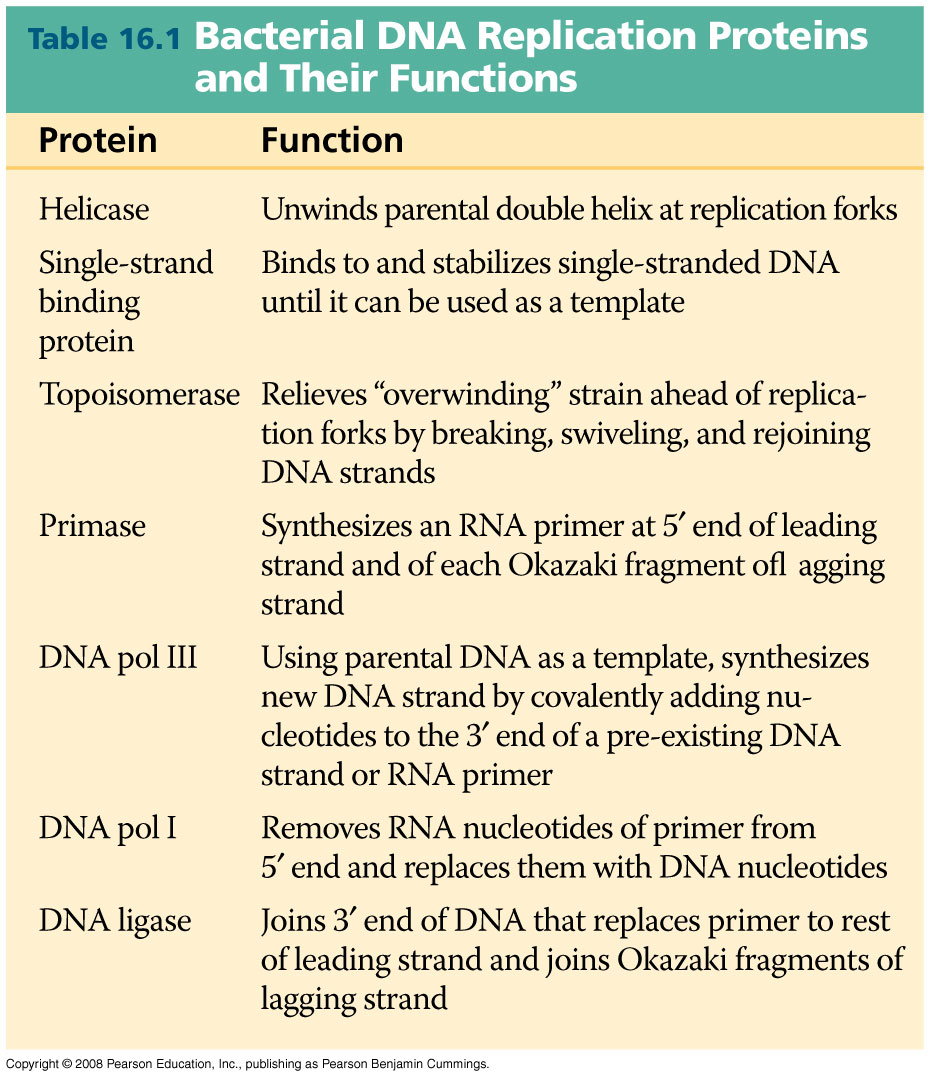 Table 16.1 Bacterial DNA Replication Proteins
and Their Functions
Protein Function
Helicase Unwinds parental double helix at replication forks
Single-strand Binds to and stabilizes single-stranded DNA
binding until it can be used as a template
protein
Topoisomerase Relieves “overwinding” strain ahead of replica-
tion forks by breaking, swiveling, and rejoining
DNA strands
Primase Synthesizes an RNA primer at 5′ end of leading
strand and of each Okazaki fragment ofl agging
strand
DNA pol III Using parental DNA as a template, synthesizes
new DNA strand by covalently adding nu-
cleotides to the 3′ end of a pre-existing DNA
strand or RNA primer
DNA pol I Removes RNA nucleotides of primer from
5′ end and replaces them with DNA nucleotides
DNA ligase Joins 3′ end of DNA that replaces primer to rest
of leading strand and joins Okazaki fragments of
lagging strand
Copyright © 2008 Pearson Education, Inc., publishing as Pearson Benjamin Cummings.